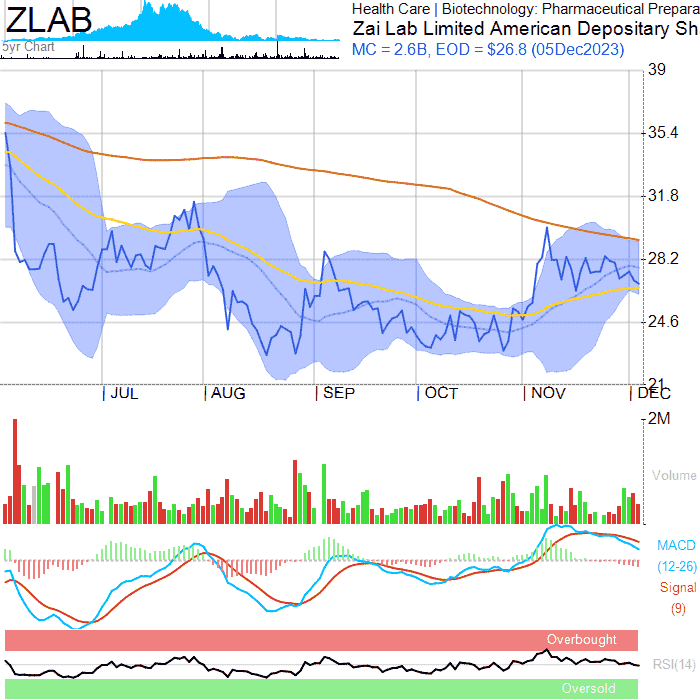 ZLAB
5yr Chart
Health Care | Biotechnology: Pharmaceutical Prepara
Zai Lab Limited American Depositary Sh
MC = 2.6B, EOD = $26.8 (05Dec2023)
39
35.4
31.8
28.2
24.6
21
JUL AUG SEP OCT NOV DEC
2M
Volume
MACD
(12-26)
Signal
(9)
Overbought
RSI(14)
Oversold